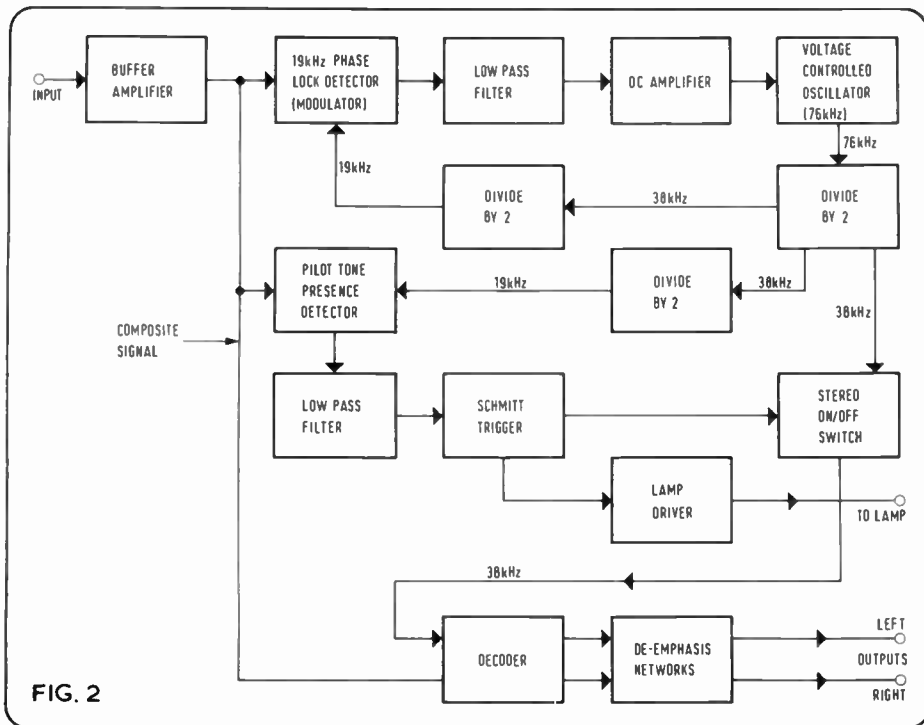 INPUT
BUFFER
AMPLIFIER
19kHz PHASE
LOCK DETECTOR
(MODULATOR)
LOW PASS
FILTER
DC AMPLIFIER
VOLTAGE
CONTROLLED
OSCILLATOR
(76kHz)
76kHz
19kHz
DIVIDE
BY 2
38kHz
DIVIDE
BY 2
PILOT TONE
PRESENCE
DETECTOR
19kHz
DIVIDE
BY 2
38kHz
38kHz
COMPOSITE
SIGNAL
LOW PASS
FILTER
SCHMITT
TRIGGER
STEREO
ON/OFF
SWITCH
LAMP
DRIVER
TO LAMP
38kHz
DECODER
DE-EMPHASIS
NETWORKS
LEFT
OUTPUTS
RIGHT
FIG. 2